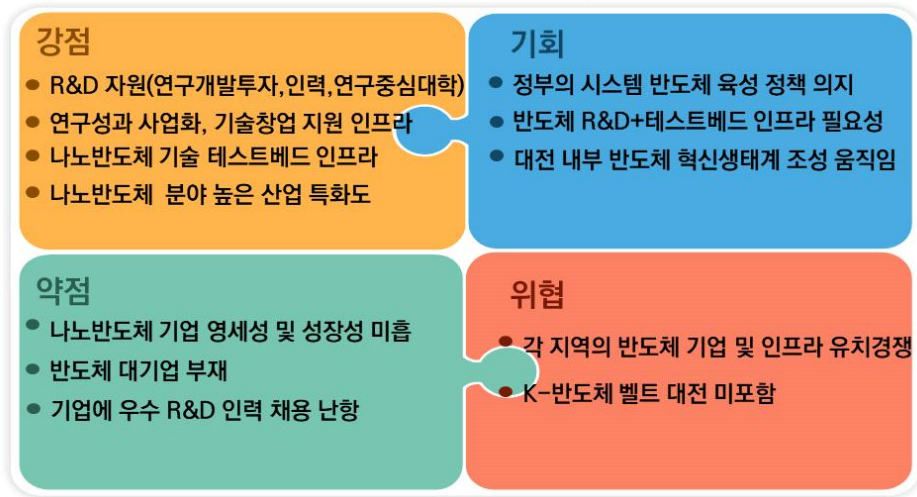 강점
● R&D 자원(연구개발투자,인력,연구중심대학)
● 연구성과 사업화, 기술창업 지원 인프라
● 나노반도체 기술 테스트베드 인프라
● 나노반도체 분야 높은 산업 특화도
기회
● 정부의 시스템 반도체 육성 정책 의지
● 반도체 R&D+테스트베드 인프라 필요성
● 대전 내부 반도체 혁신생태계 조성 움직임
약점
● 나노반도체 기업 영세성 및 성장성 미흡
● 반도체 대기업 부재
● 기업에 우수 R&D 인력 채용 난항
위협
● 각 지역의 반도체 기업 및 인프라 유치경쟁
● K-반도체 벨트 대전 미포함